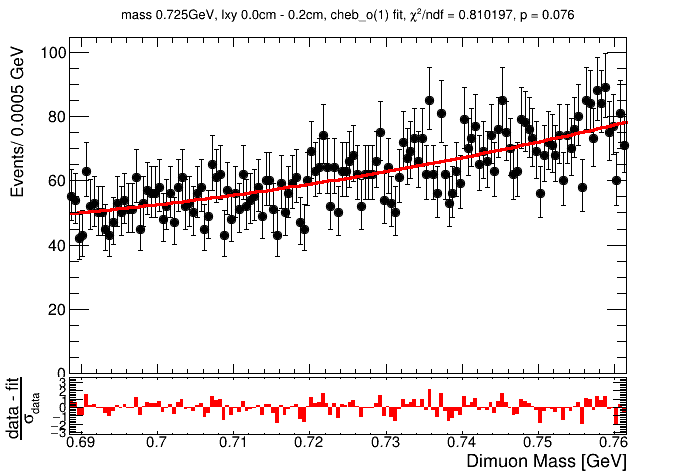 mass 0.725GeV, lxy 0.0cm - 0.2cm, cheb_o(1) fit, χ²/ndf = 0.810197, p = 0.076
Events/ 0.0005 GeV
100
80
60
40
20
0
data - fit
σdata
3
2
1
0
−1
−2
−3
0.69 0.7 0.71 0.72 0.73 0.74 0.75 0.76
Dimuon Mass [GeV]